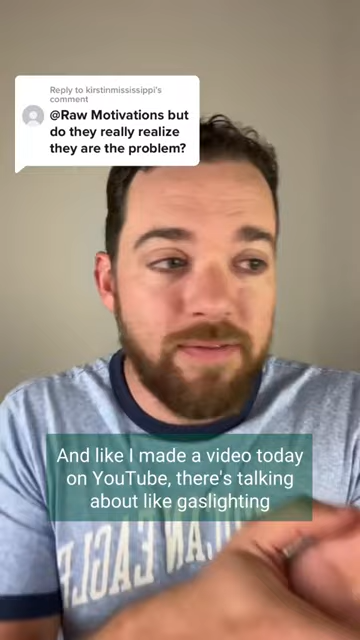 Reply to kirstinmississippi's
comment
@Raw Motivations but
do they really realize
they are the problem?
And like I made a video today
on YouTube, there's talking
about like gaslighting
EAGLE